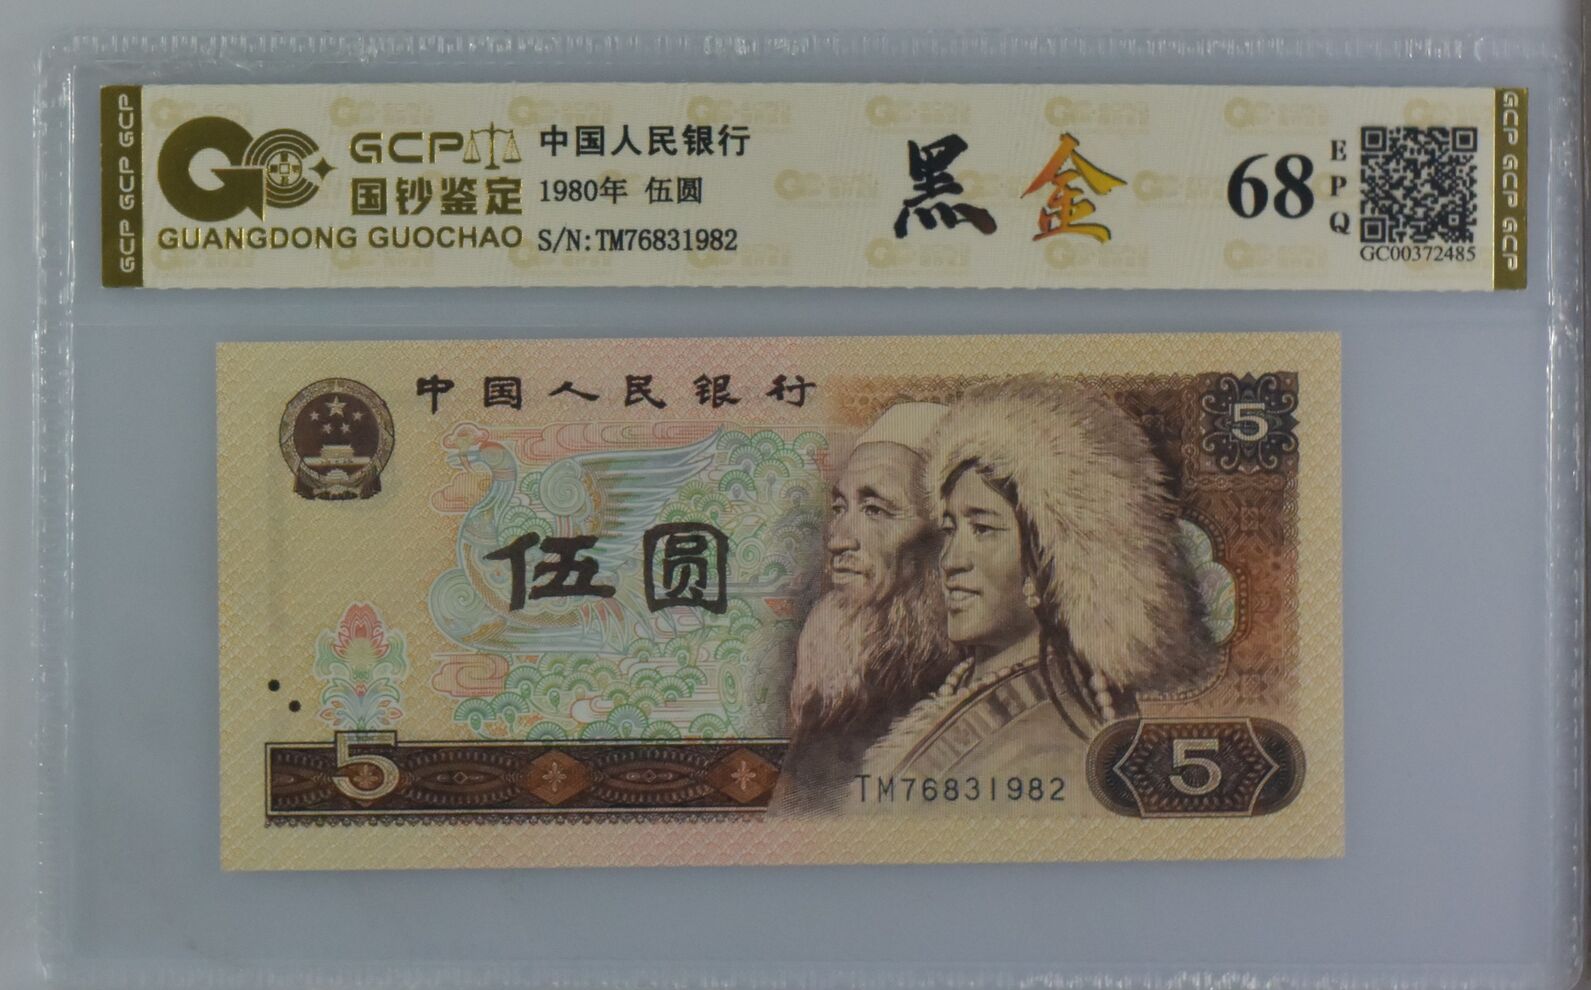 GCP GCP GCP
GCP
国钞鉴定
GUANGDONG GUOCHAO
中国人民银行
1980年 伍圆
S/N:TM76831982
黑金
68
EPQ
GC00372485
GCP GCP GCP
中国人民银行
5
伍圆
5
TM76831982
5